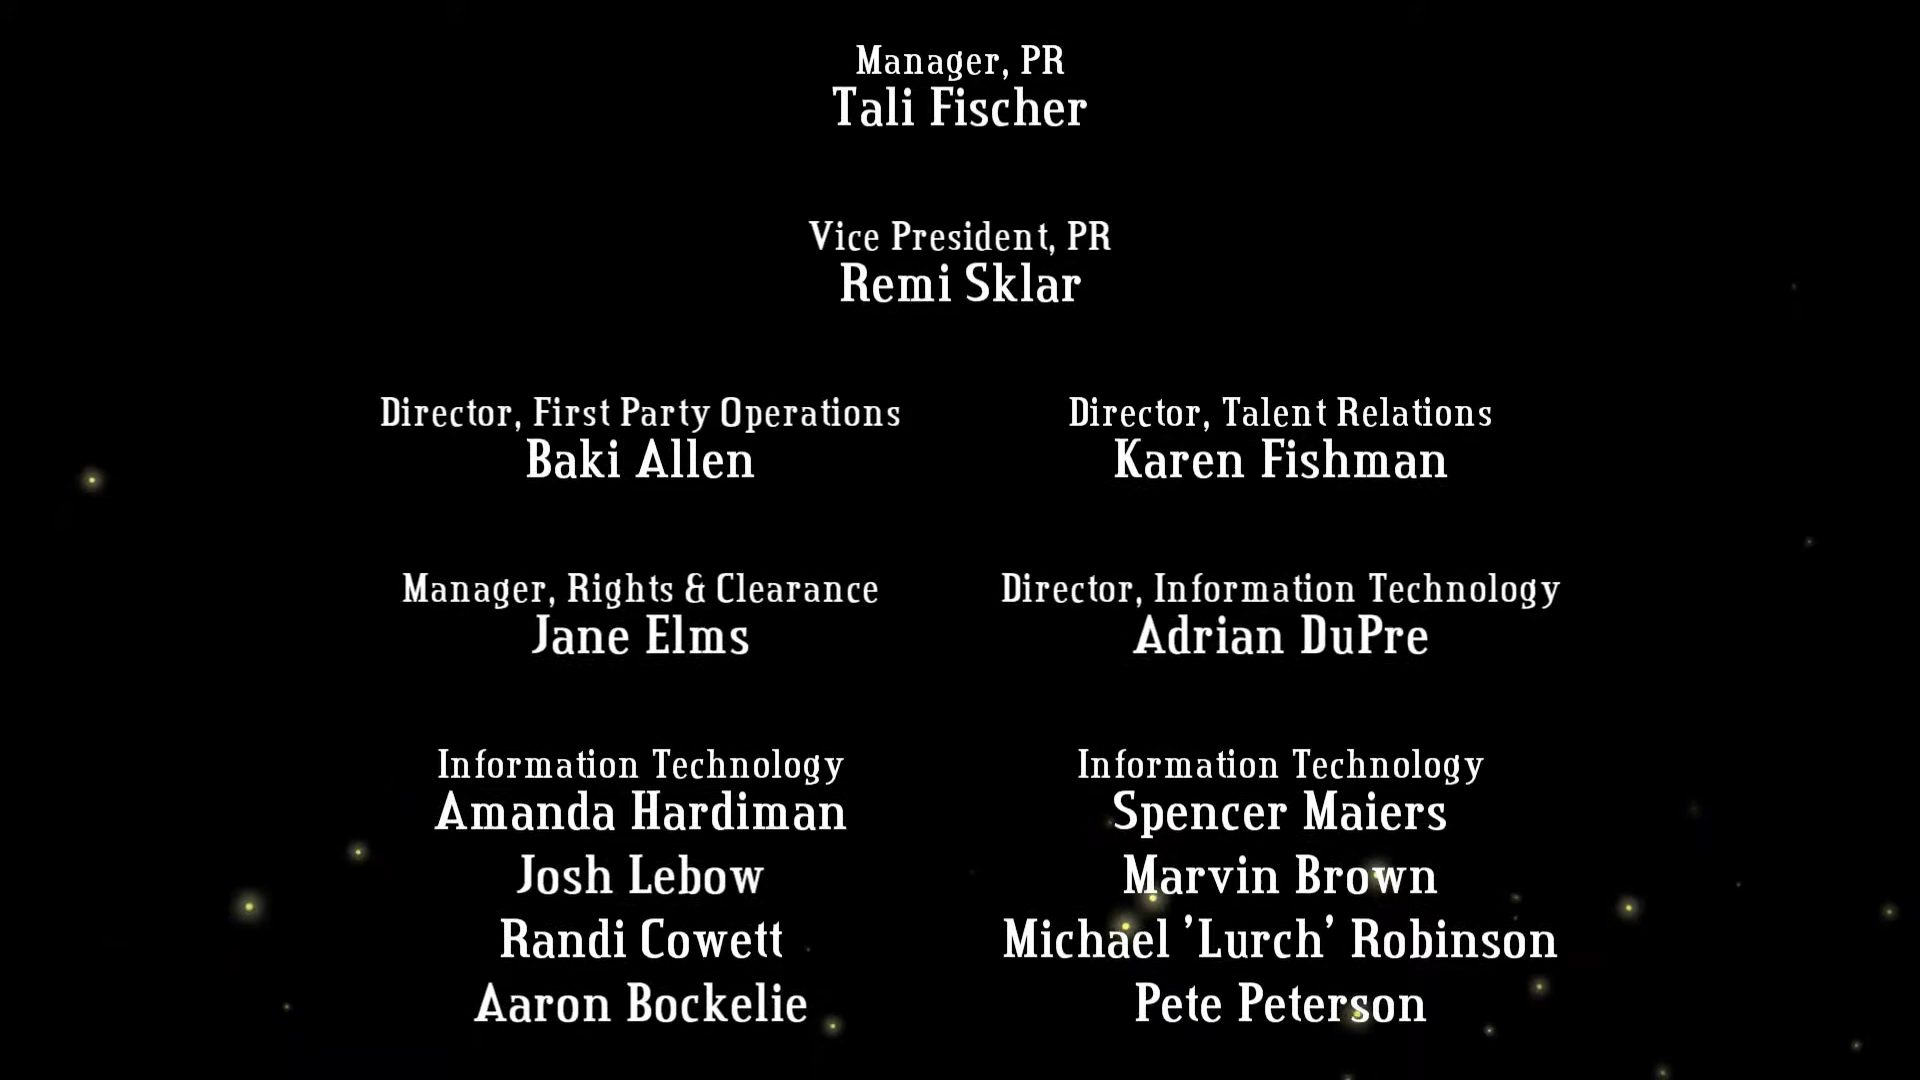 Manager, PR
Tali Fischer
Vice President, PR
Remi Sklar
Director, First Party Operations
Baki Allen
Director, Talent Relations
Karen Fishman
Manager, Rights & Clearance
Jane Elms
Director, Information Technology
Adrian DuPre
Information Technology
Amanda Hardiman
Josh Lebow
Randi Cowett
Aaron Bockelie
Information Technology
Spencer Maiers
Marvin Brown
Michael 'Lurch' Robinson
Pete Peterson